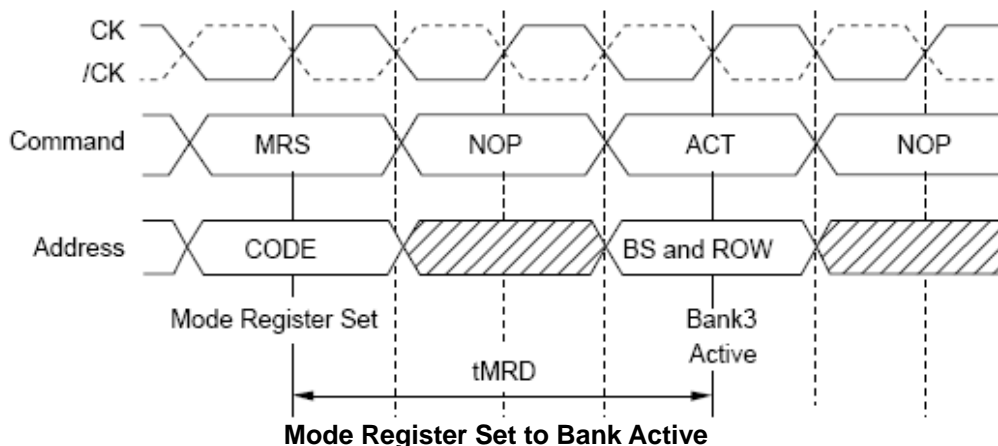 CK
/CK
Command MRS NOP ACT NOP
Address CODE BS and ROW
Mode Register Set Bank3
Active
tMRD
Mode Register Set to Bank Active